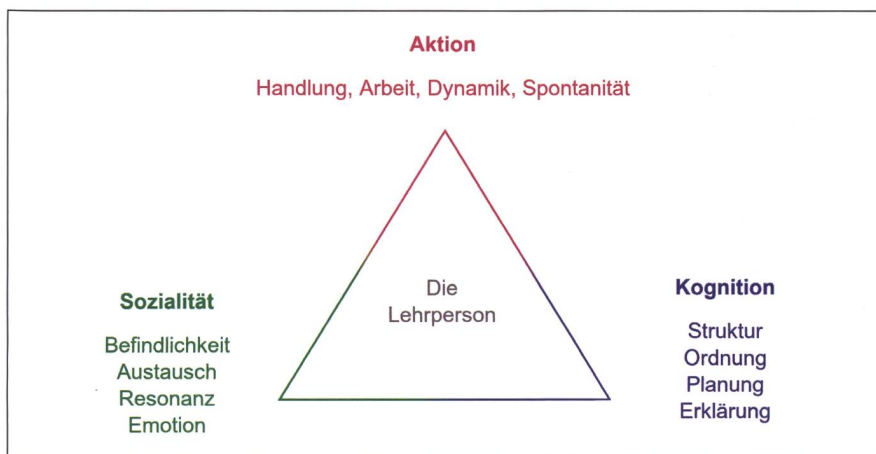 Aktion
Handlung, Arbeit, Dynamik, Spontanität
Die
Lehrperson
Sozialität
Befindlichkeit
Austausch
Resonanz
Emotion
Kognition
Struktur
Ordnung
Planung
Erklärung